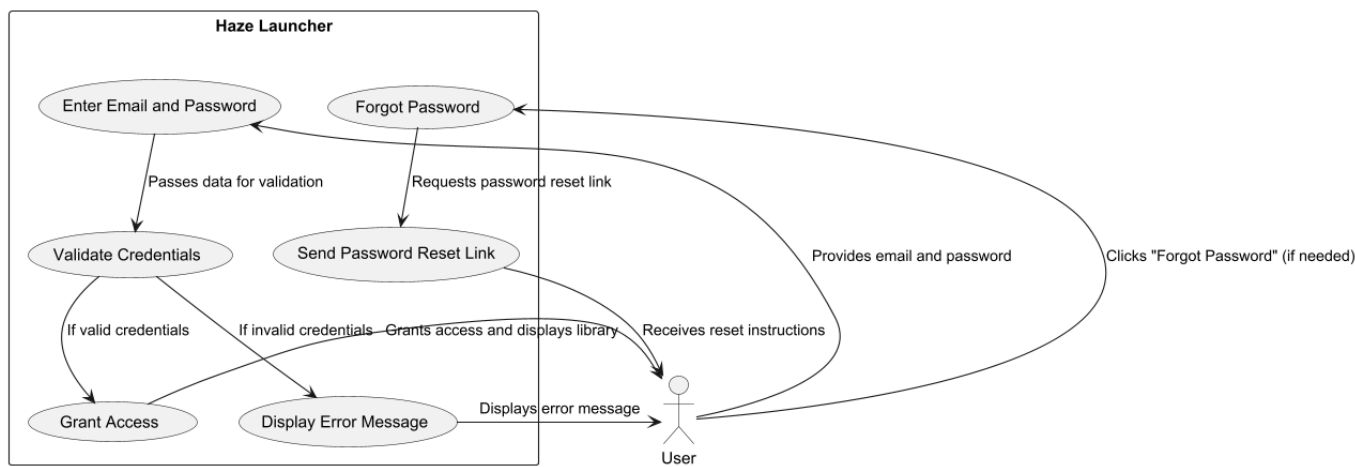 Haze Launcher
Enter Email and Password
Forgot Password
Passes data for validation
Requests password reset link
Validate Credentials
Send Password Reset Link
Provides email and password
Clicks "Forgot Password" (if needed)
If valid credentials
If invalid credentials
Grants access and displays library
Receives reset instructions
Grant Access
Display Error Message
Displays error message
User